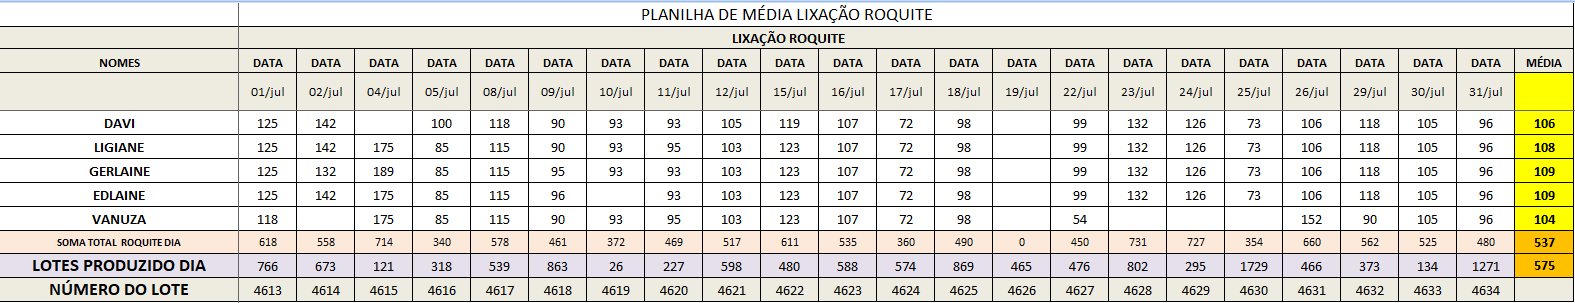 PLANILHA DE MÉDIA LIXAÇÃO ROQUITE
LIXAÇÃO ROQUITE
NOMES DATA DATA DATA DATA DATA DATA DATA DATA DATA DATA DATA DATA DATA DATA DATA DATA DATA DATA DATA DATA DATA DATA MÉDIA
01/jul 02/jul 04/jul 05/jul 08/jul 09/jul 10/jul 11/jul 12/jul 15/jul 16/jul 17/jul 18/jul 19/jul 22/jul 23/jul 24/jul 25/jul 26/jul 29/jul 30/jul 31/jul
DAVI 125 142 100 118 90 93 93 105 119 107 72 98 99 132 126 73 106 118 105 96 106
LIGIANE 125 142 175 85 115 90 93 95 103 123 107 72 98 99 132 126 73 106 118 105 96 108
GERLAINE 125 132 189 85 115 95 93 93 103 123 107 72 98 99 132 126 73 106 118 105 96 109
EDLAINE 125 142 175 85 115 96 93 103 123 107 72 98 99 132 126 73 106 118 105 96 109
VANUZA 118 175 85 115 90 93 95 103 123 107 72 98 54 152 90 105 96 104
SOMA TOTAL ROQUITE DIA 618 558 714 340 578 461 372 469 517 611 535 360 490 0 450 731 727 354 660 562 525 480 537
LOTES PRODUZIDO DIA 766 673 121 318 539 863 26 227 598 480 588 574 869 465 476 802 295 1729 466 373 134 1271 575
NÚMERO DO LOTE 4613 4614 4615 4616 4617 4618 4619 4620 4621 4622 4623 4624 4625 4626 4627 4628 4629 4630 4631 4632 4633 4634